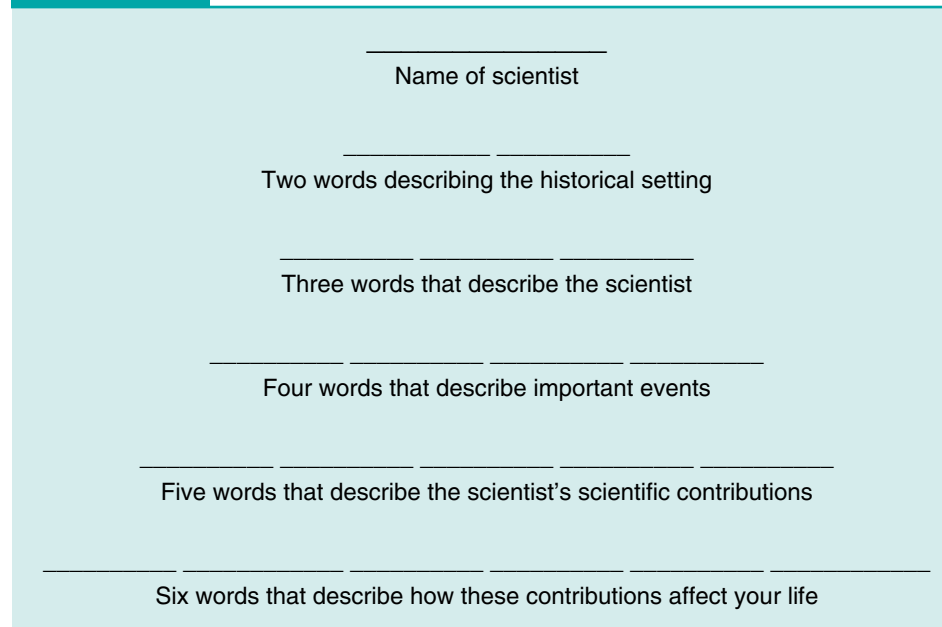 Name of scientist
Two words describing the historical setting
Three words that describe the scientist
Four words that describe important events
Five words that describe the scientist’s scientific contributions
Six words that describe how these contributions affect your life